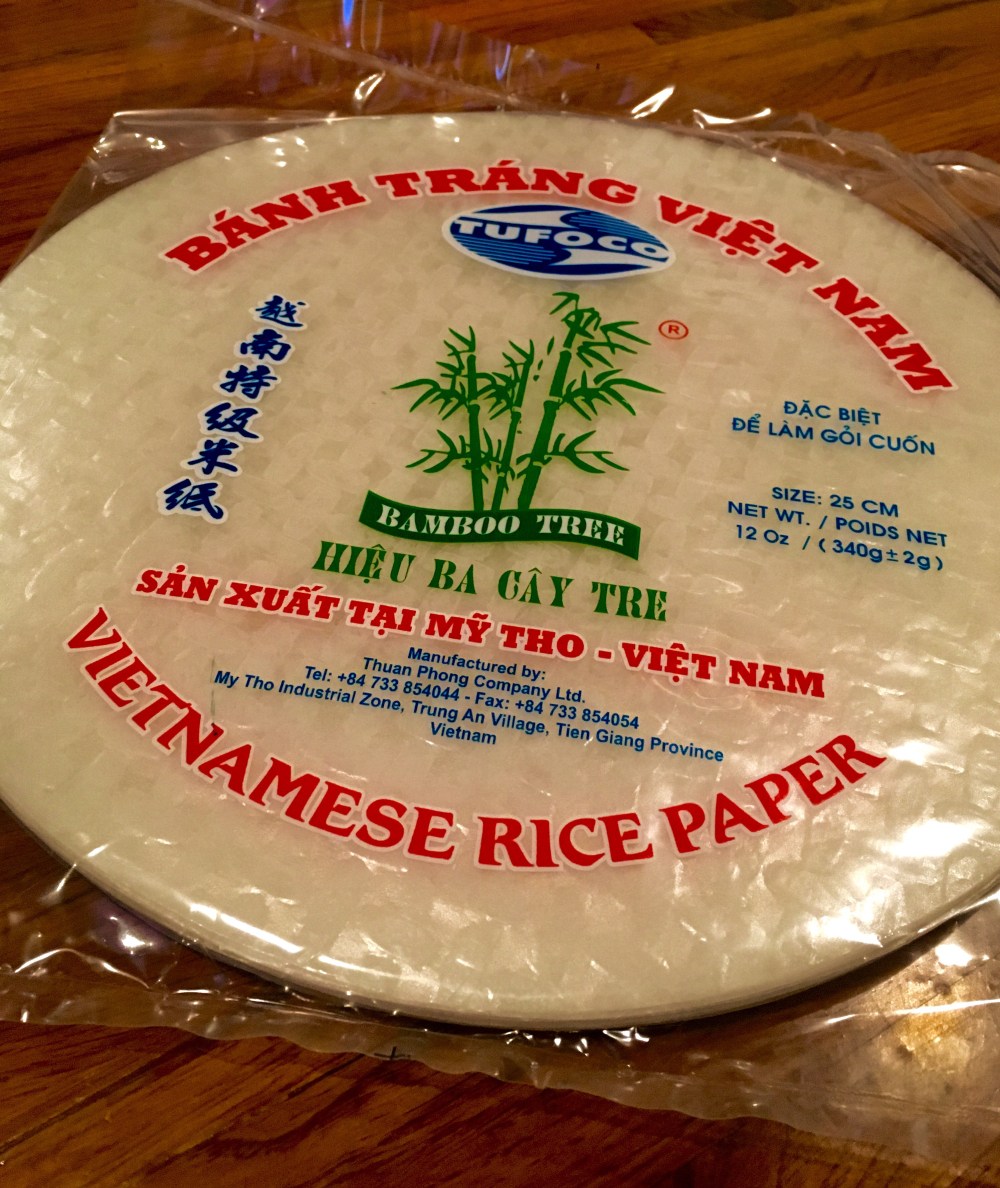 BÁNH TRÁNG VIỆT NAM
TUFOCO
®
越南特级米纸
ĐẶC BIỆT
ĐỂ LÀM GỎI CUỐN
SIZE: 25 CM
NET WT. / POIDS NET
12 Oz / ( 340g ± 2g )
BAMBOO TREE
HIỆU BA CÂY TRE
SẢN XUẤT TẠI MỸ THO - VIỆT NAM
Manufactured by:
Thuan Phong Company Ltd.
Tel: +84 733 854044 - Fax: +84 733 854054
My Tho Industrial Zone, Trung An Village, Tien Giang Province
Vietnam
VIETNAMESE RICE PAPER